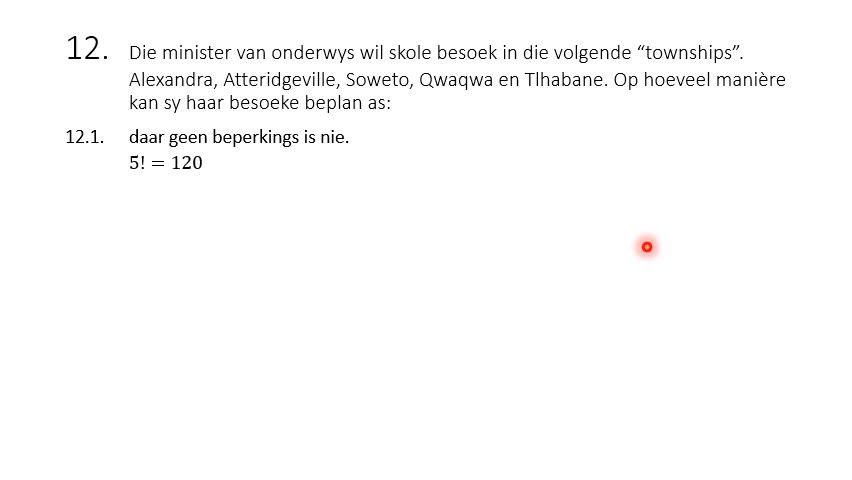 12. Die minister van onderwys wil skole besoek in die volgende “townships”.
Alexandra, Atteridgeville, Soweto, Qwaqwa en Tlhabane. Op hoeveel manière
kan sy haar besoeke beplan as:
12.1. daar geen beperkings is nie.
5! = 120